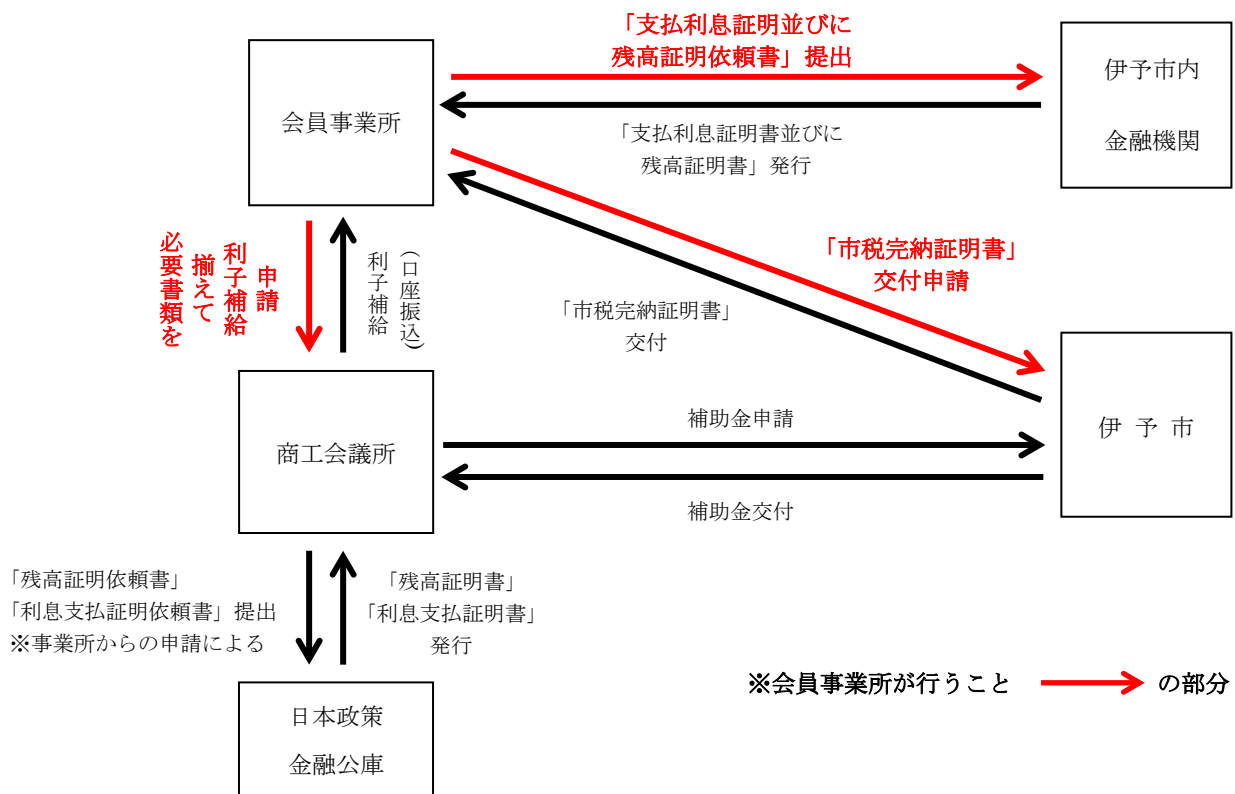 「支払利息証明並びに
残高証明依頼書」提出
伊予市内
金融機関
会員事業所
「支払利息証明書並びに
残高証明書」発行
「市税完納証明書」
交付申請
必要書類を
揃えて
利子補給
申請
利子補給
(口座振込)
「市税完納証明書」
交付
商工会議所
補助金申請
伊 予 市
補助金交付
「残高証明依頼書」
「利息支払証明依頼書」提出
※事業所からの申請による
「残高証明書」
「利息支払証明書」
発行
※会員事業所が行うこと の部分
日本政策
金融公庫